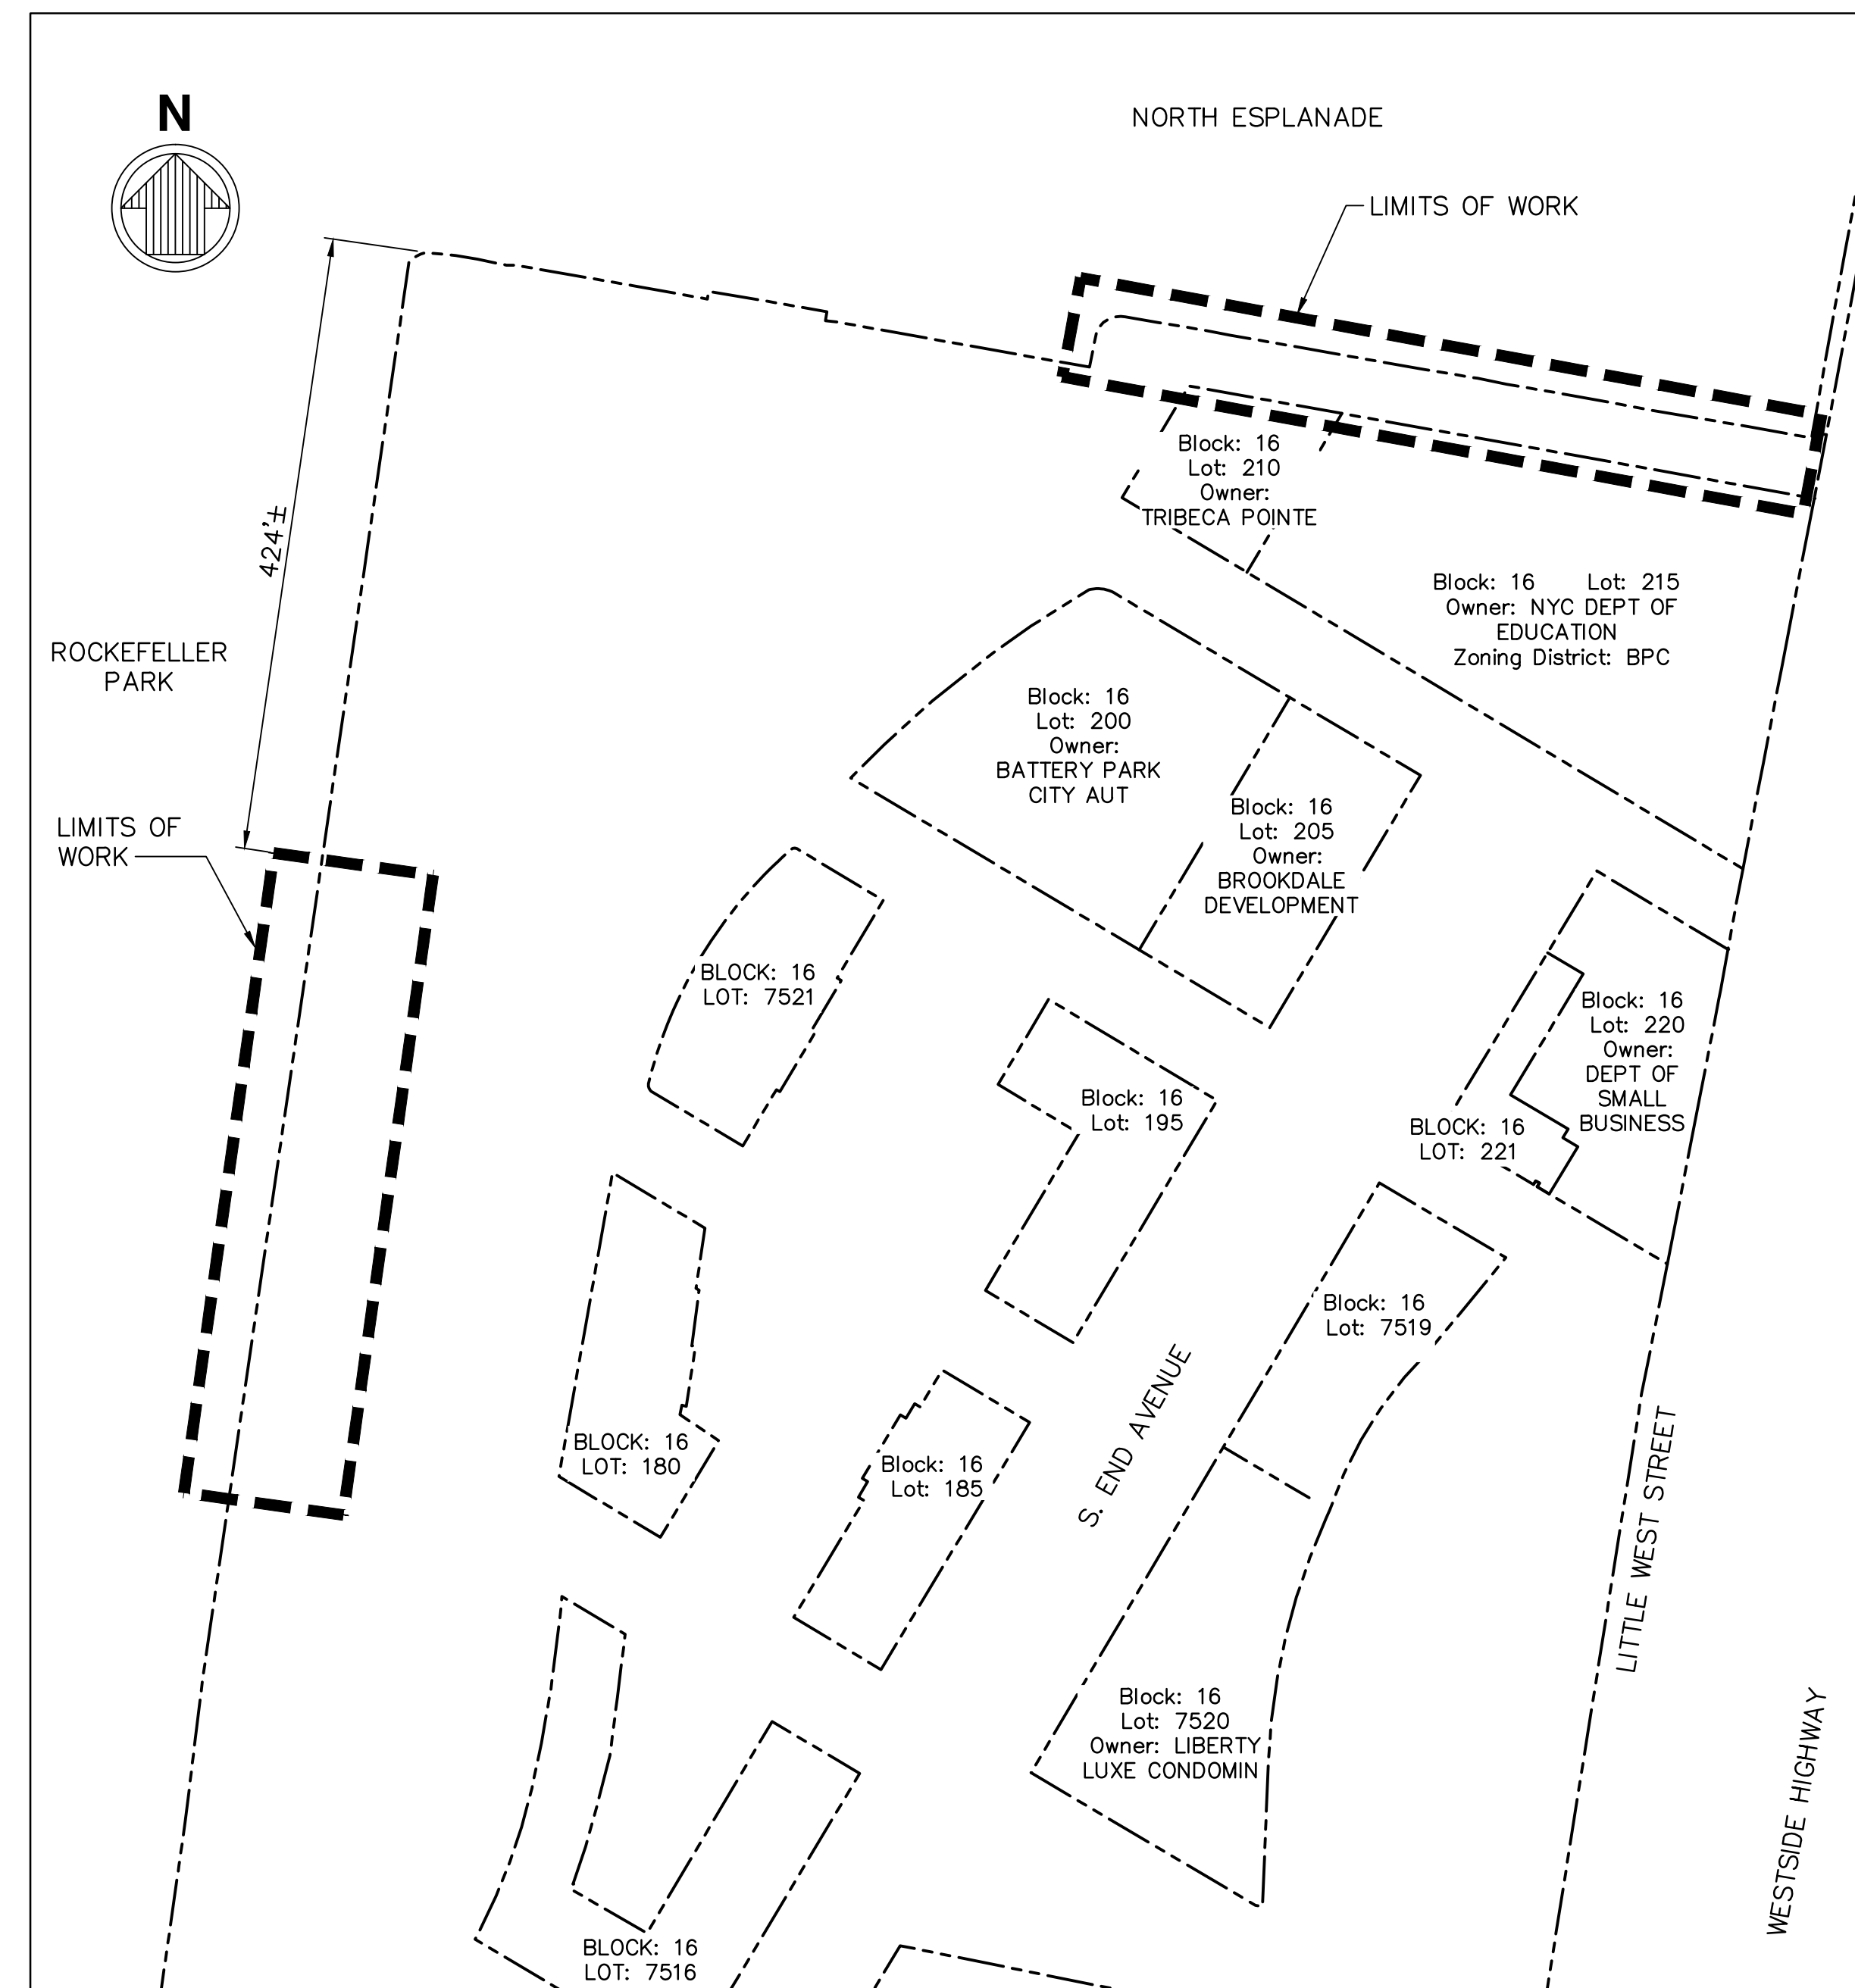 N
NORTH ESPLANADE
LIMITS OF WORK
424'±
ROCKEFELLER
PARK
LIMITS OF
WORK
Block: 16
Lot: 210
Owner:
TRIBECA POINTE
Block: 16 Lot: 215
Owner: NYC DEPT OF
EDUCATION
Zoning District: BPC
Block: 16
Lot: 200
Owner:
BATTERY PARK
CITY AUT
Block: 16
Lot: 205
Owner:
BROOKDALE
DEVELOPMENT
BLOCK: 16
LOT: 7521
Block: 16
Lot: 220
Owner:
DEPT OF
SMALL
BUSINESS
Block: 16
Lot: 195
BLOCK: 16
LOT: 221
Block: 16
Lot: 7519
BLOCK: 16
LOT: 180
Block: 16
Lot: 185
S. END AVENUE
LITTLE WEST STREET
Block: 16
Lot: 7520
Owner: LIBERTY
LUXE CONDOMIN
WESTSIDE HIGHWAY
BLOCK: 16
LOT: 7516